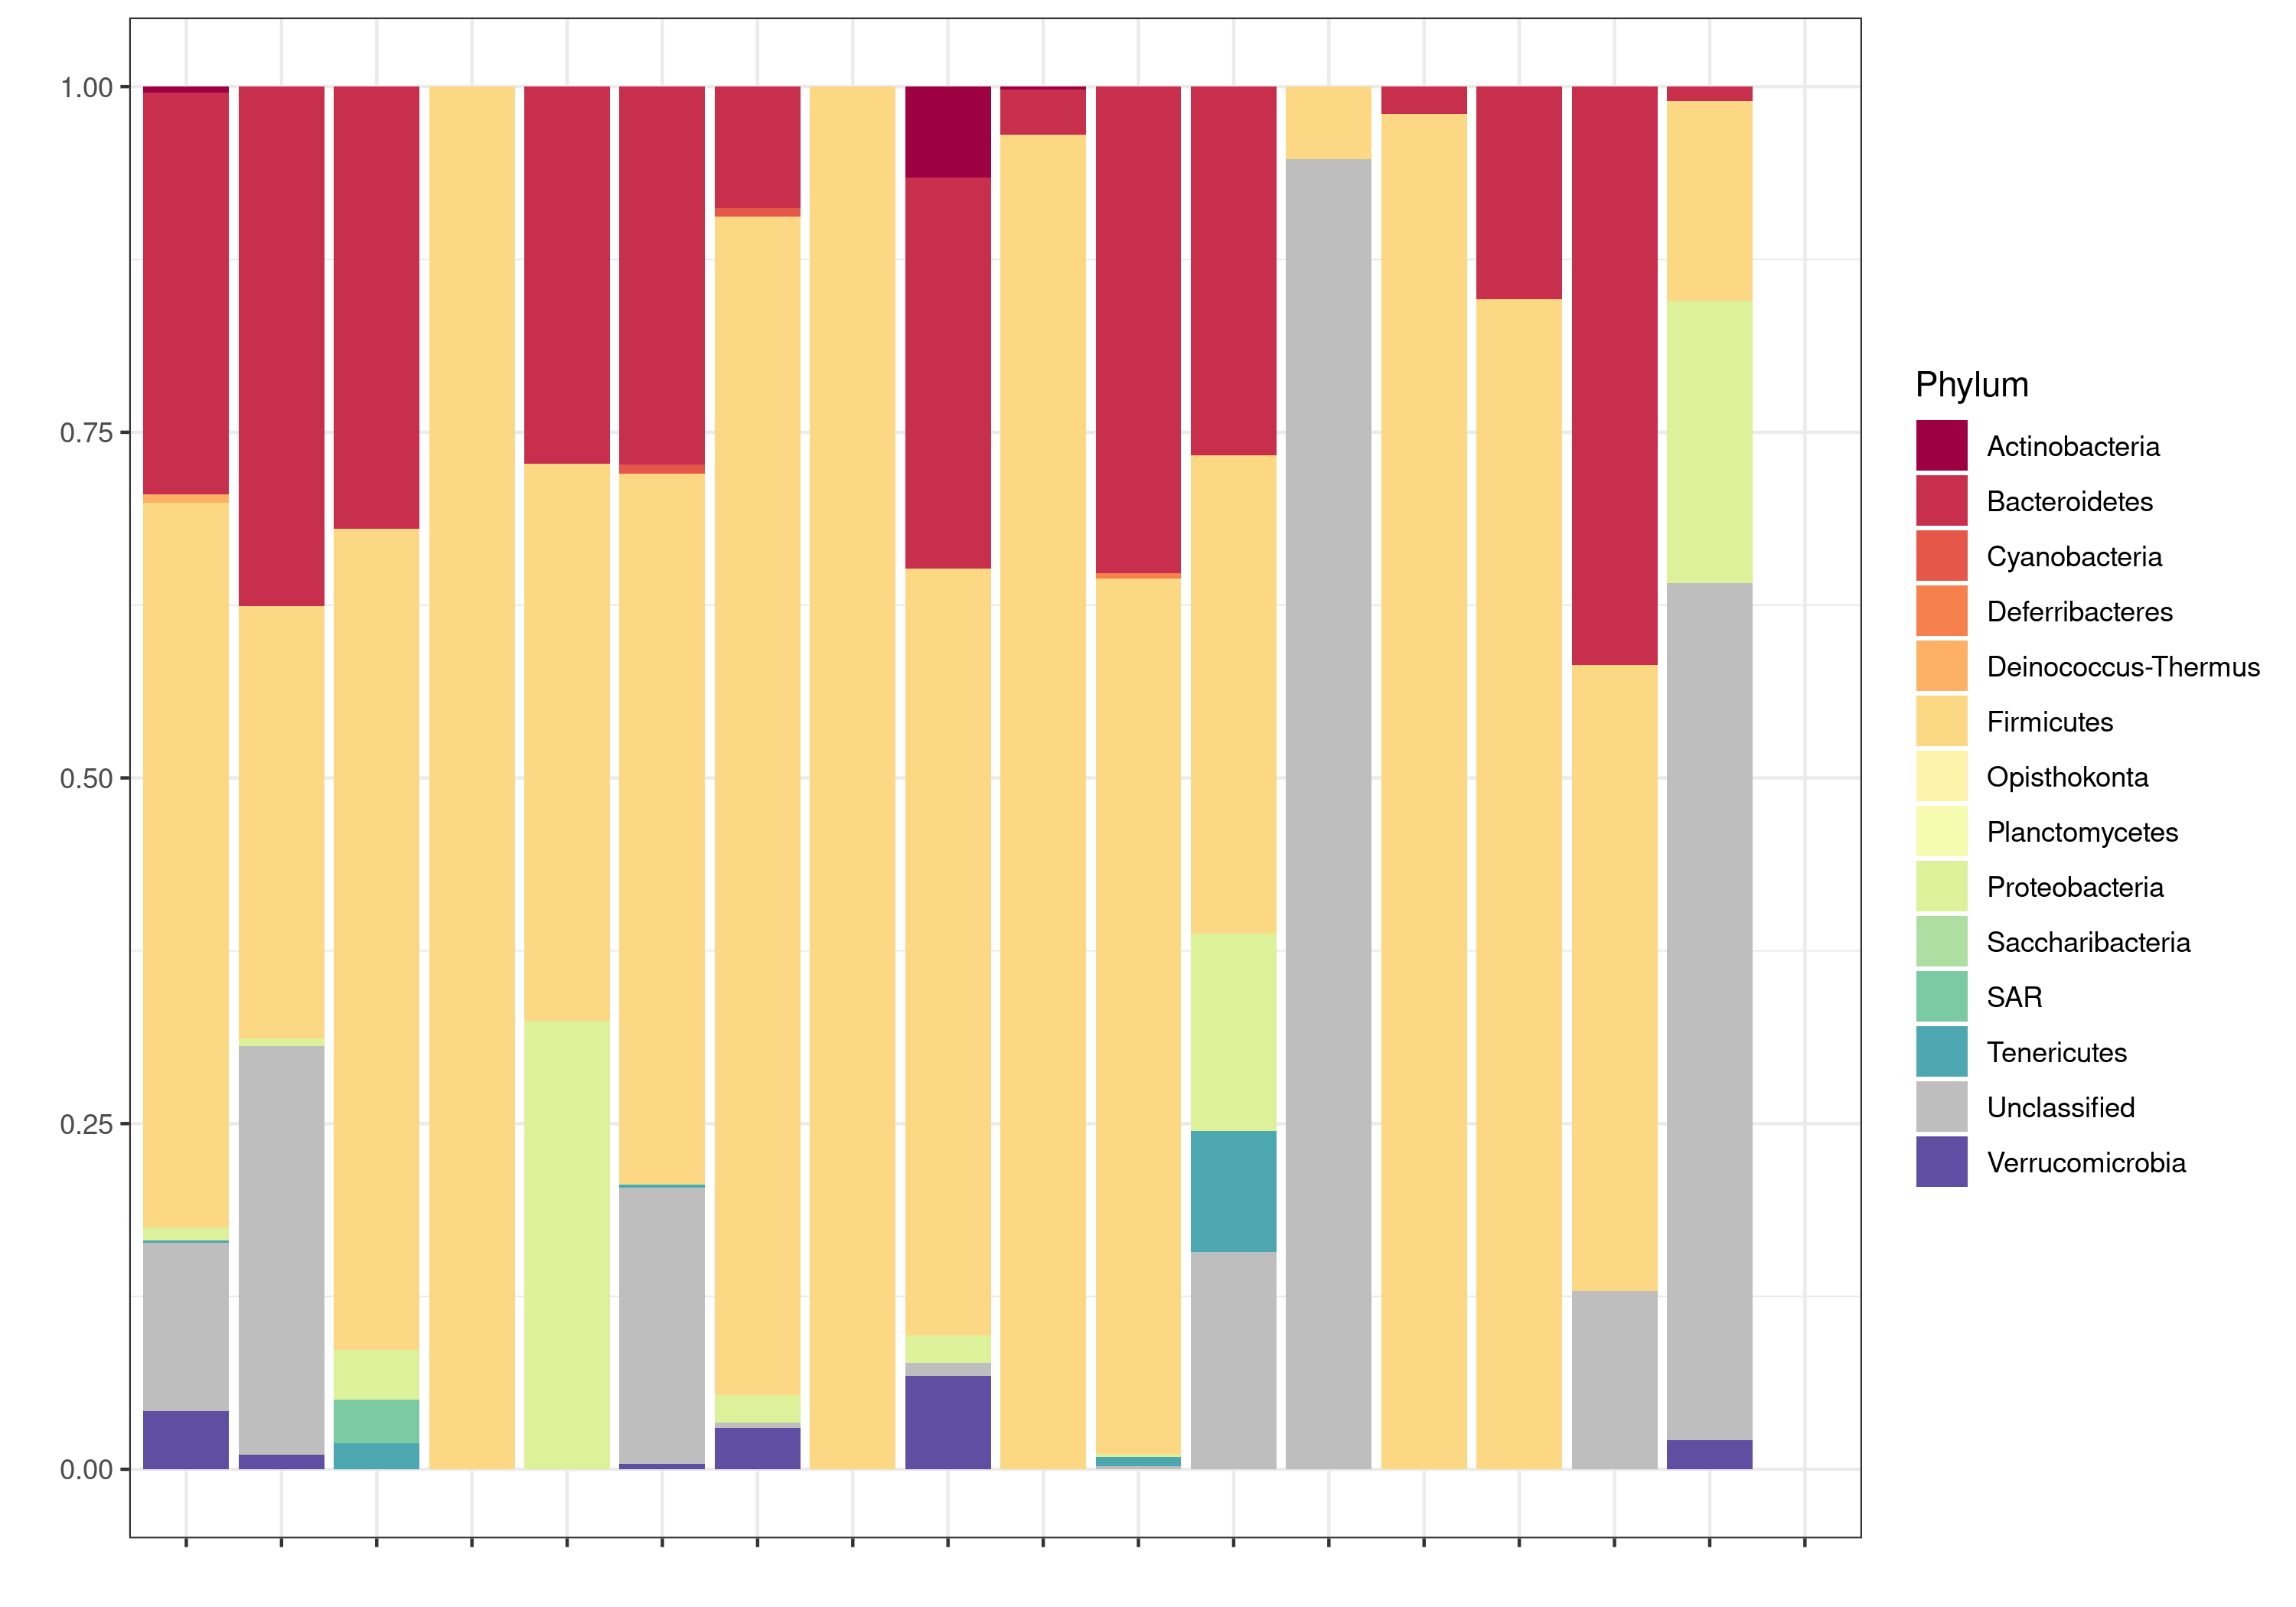 1.00
0.75
0.50
0.25
0.00
Phylum
Actinobacteria
Bacteroidetes
Cyanobacteria
Deferribacteres
Deinococcus-Thermus
Firmicutes
Opisthokonta
Planctomycetes
Proteobacteria
Saccharibacteria
SAR
Tenericutes
Unclassified
Verrucomicrobia